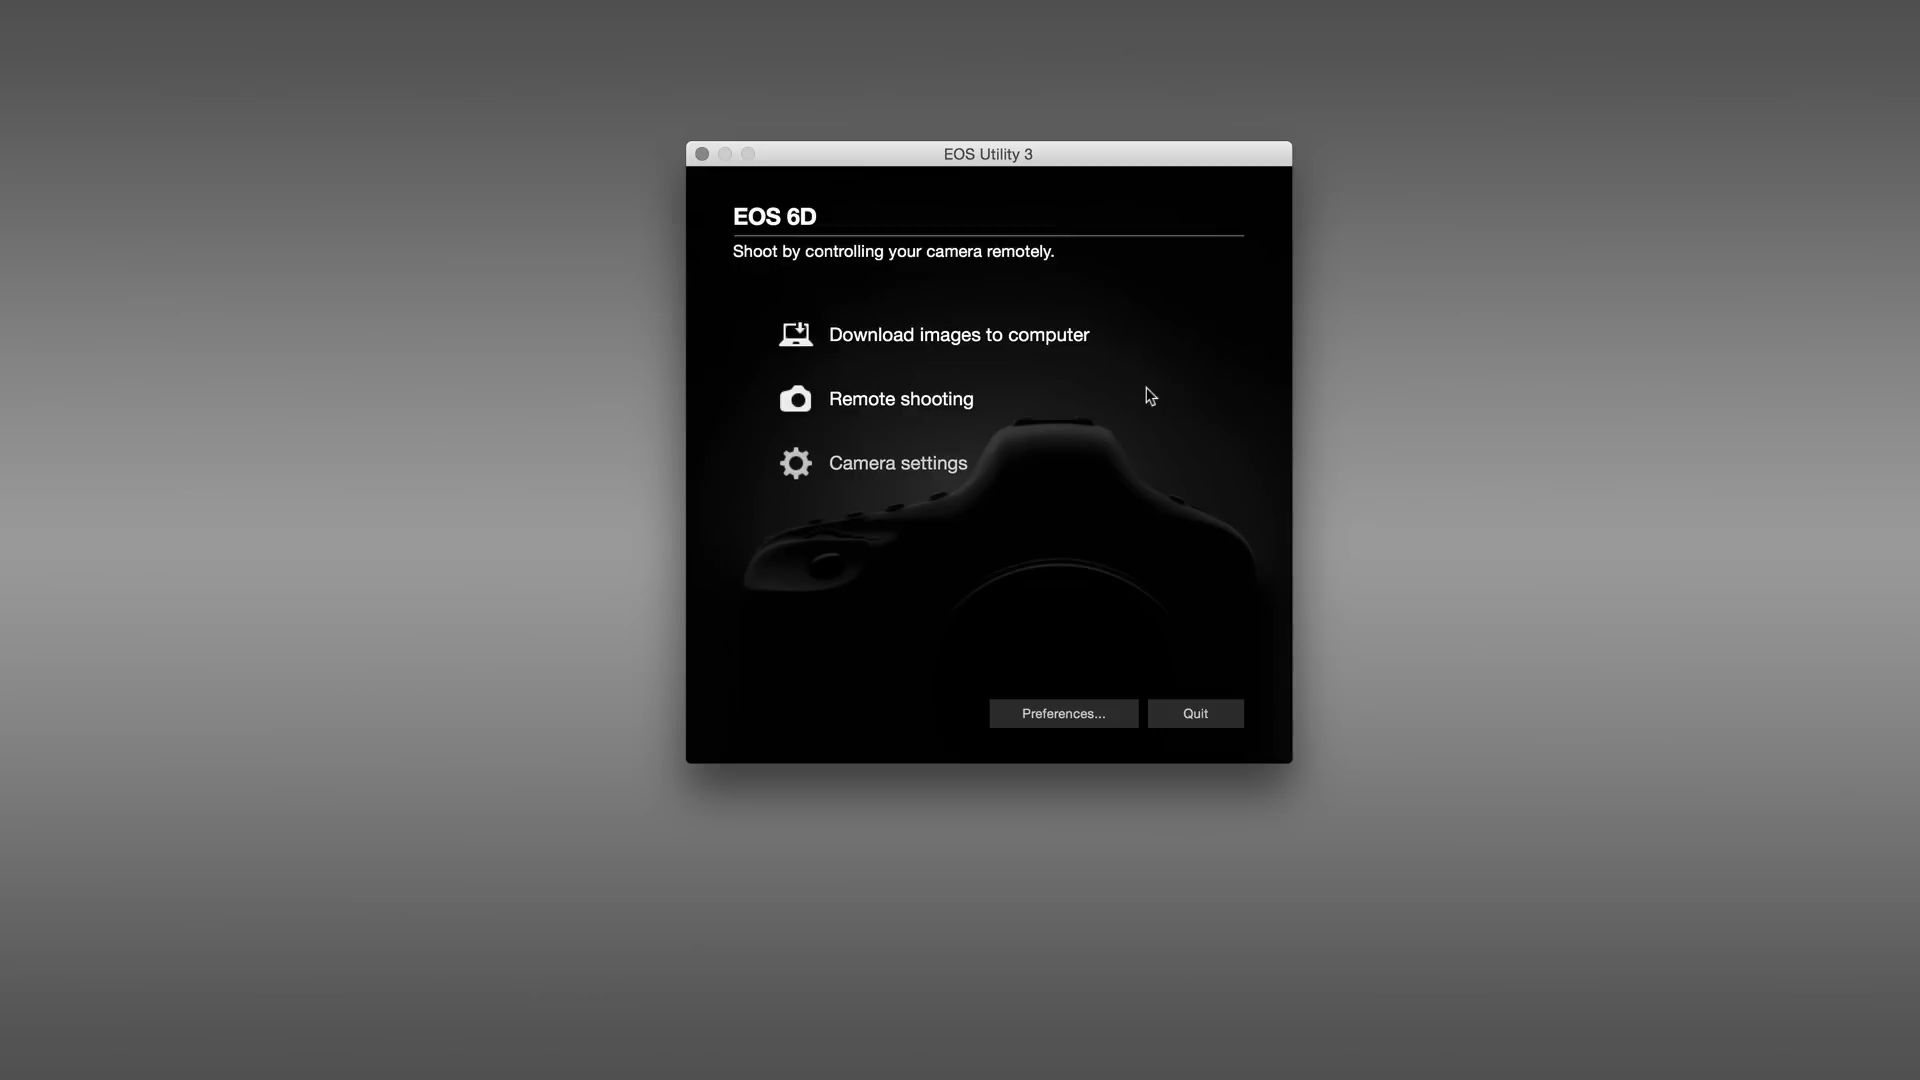 EOS Utility 3
EOS 6D
Shoot by controlling your camera remotely.
Download images to computer
Remote shooting
Camera settings
Preferences...
Quit